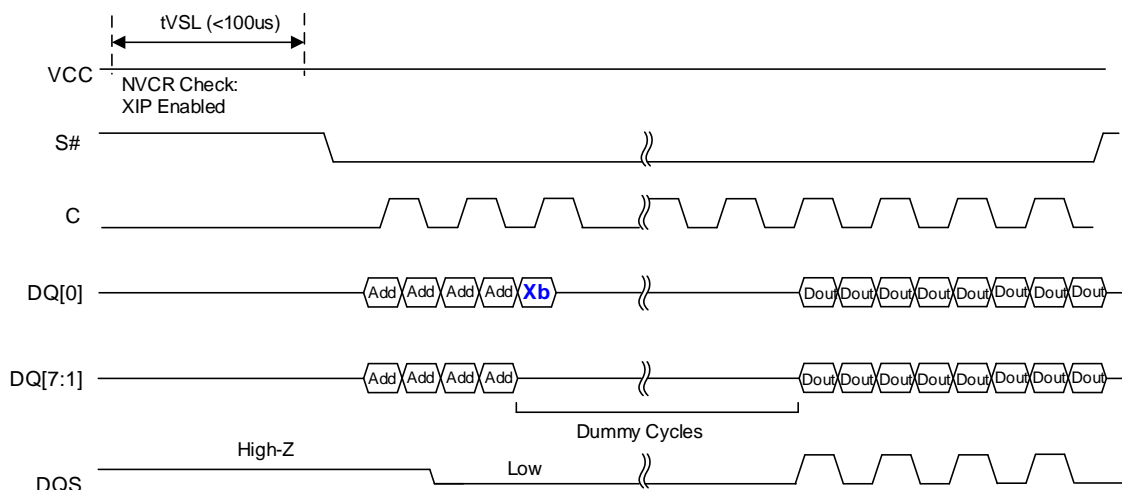 tVSL (<100us)
VCC
NVCR Check:
XIP Enabled
S#
C
DQ[0] Add Add Add Add Xb Dout Dout Dout Dout Dout Dout Dout Dout
DQ[7:1] Add Add Add Add Dout Dout Dout Dout Dout Dout Dout Dout
Dummy Cycles
High-Z
Low
DQS